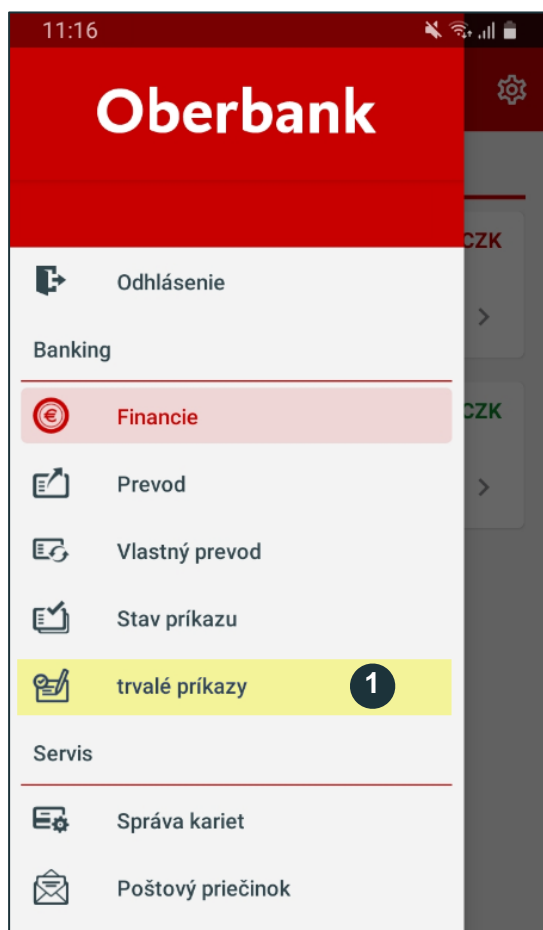 11:16
Oberbank
CZK
Odhlásenie
Banking
Financie
CZK
Prevod
Vlastný prevod
Stav príkazu
trvalé príkazy 1
Servis
Správa kariet
Poštový priečinok